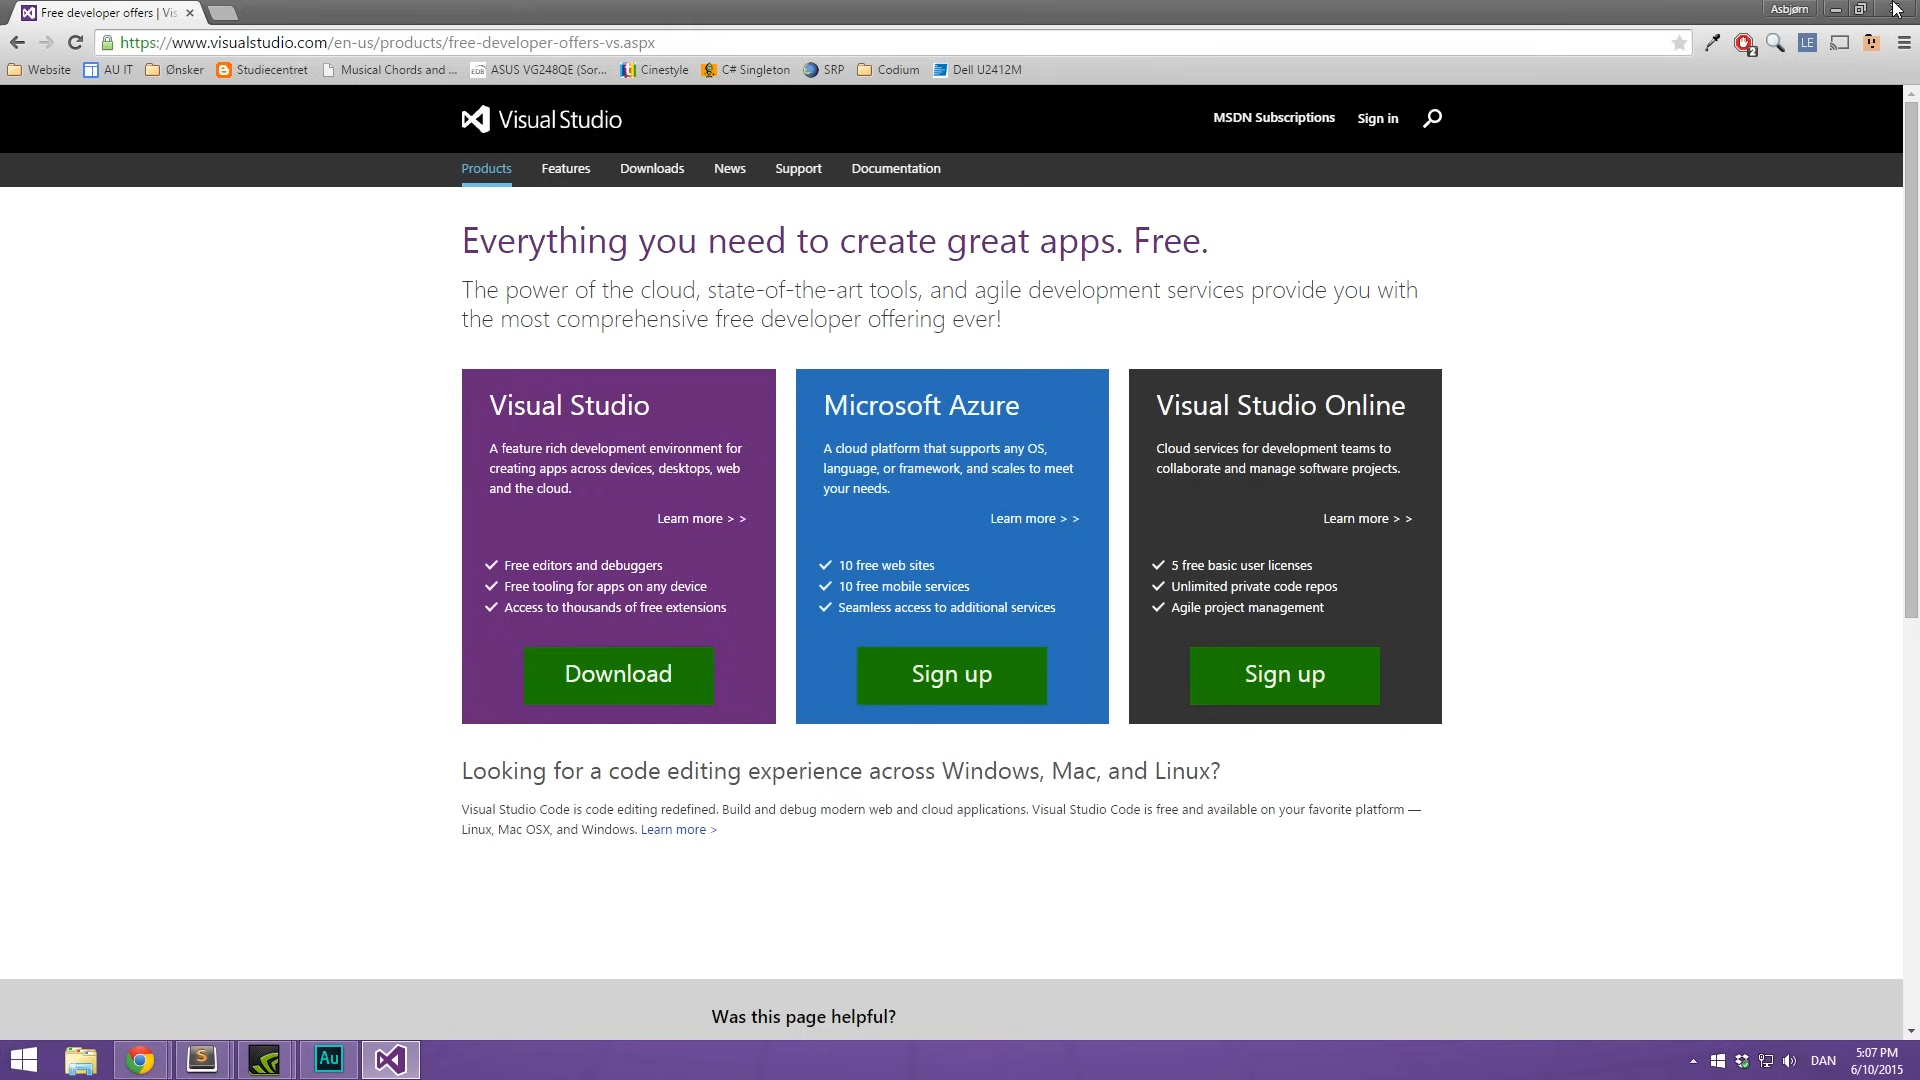 Free developer offers | Vis
Asbjørn
https://www.visualstudio.com/en-us/products/free-developer-offers-vs.aspx
2
LE
Website
AU IT
Ønsker
Studiecentret
Musical Chords and ...
EDB
ASUS VG248QE (Sor...
Cinestyle
C# Singleton
SRP
Codium
Dell U2412M
Visual Studio
MSDN Subscriptions
Sign in
Products
Features
Downloads
News
Support
Documentation
Everything you need to create great apps. Free.
The power of the cloud, state-of-the-art tools, and agile development services provide you with
the most comprehensive free developer offering ever!
Visual Studio
A feature rich development environment for
creating apps across devices, desktops, web
and the cloud.
Learn more > >
Free editors and debuggers
Free tooling for apps on any device
Access to thousands of free extensions
Download
Microsoft Azure
A cloud platform that supports any OS,
language, or framework, and scales to meet
your needs.
Learn more > >
10 free web sites
10 free mobile services
Seamless access to additional services
Sign up
Visual Studio Online
Cloud services for development teams to
collaborate and manage software projects.
Learn more > >
5 free basic user licenses
Unlimited private code repos
Agile project management
Sign up
Looking for a code editing experience across Windows, Mac, and Linux?
Visual Studio Code is code editing redefined. Build and debug modern web and cloud applications. Visual Studio Code is free and available on your favorite platform —
Linux, Mac OSX, and Windows. Learn more >
Was this page helpful?
S
Au
DAN
5:07 PM
6/10/2015